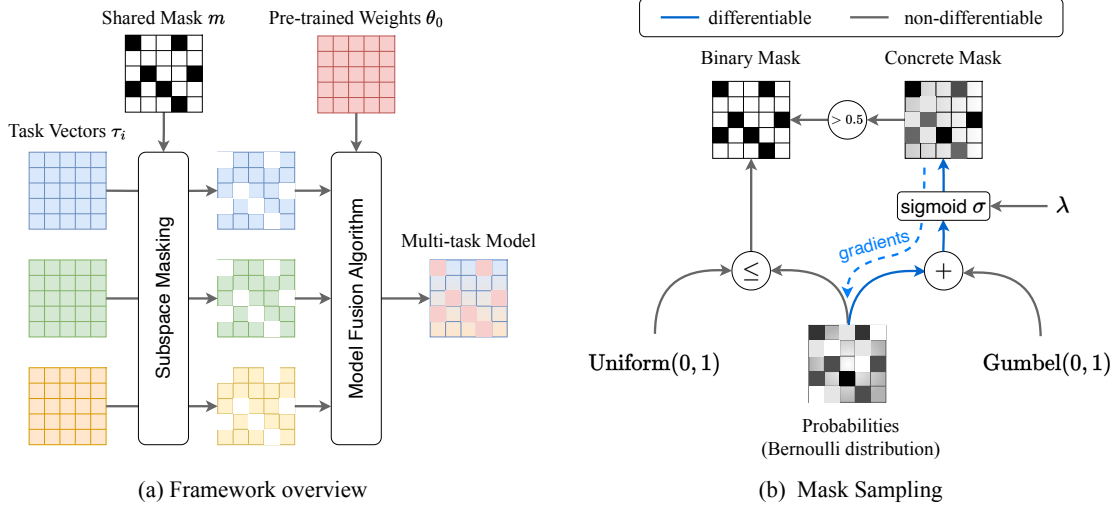 Shared Mask m
Pre-trained Weights θ₀
Task Vectors τᵢ
Subspace Masking
Model Fusion Algorithm
Multi-task Model
(a) Framework overview
differentiable
non-differentiable
Binary Mask
Concrete Mask
> 0.5
sigmoid σ
λ
gradients
≤
+
Uniform(0, 1)
Gumbel(0, 1)
Probabilities
(Bernoulli distribution)
(b) Mask Sampling